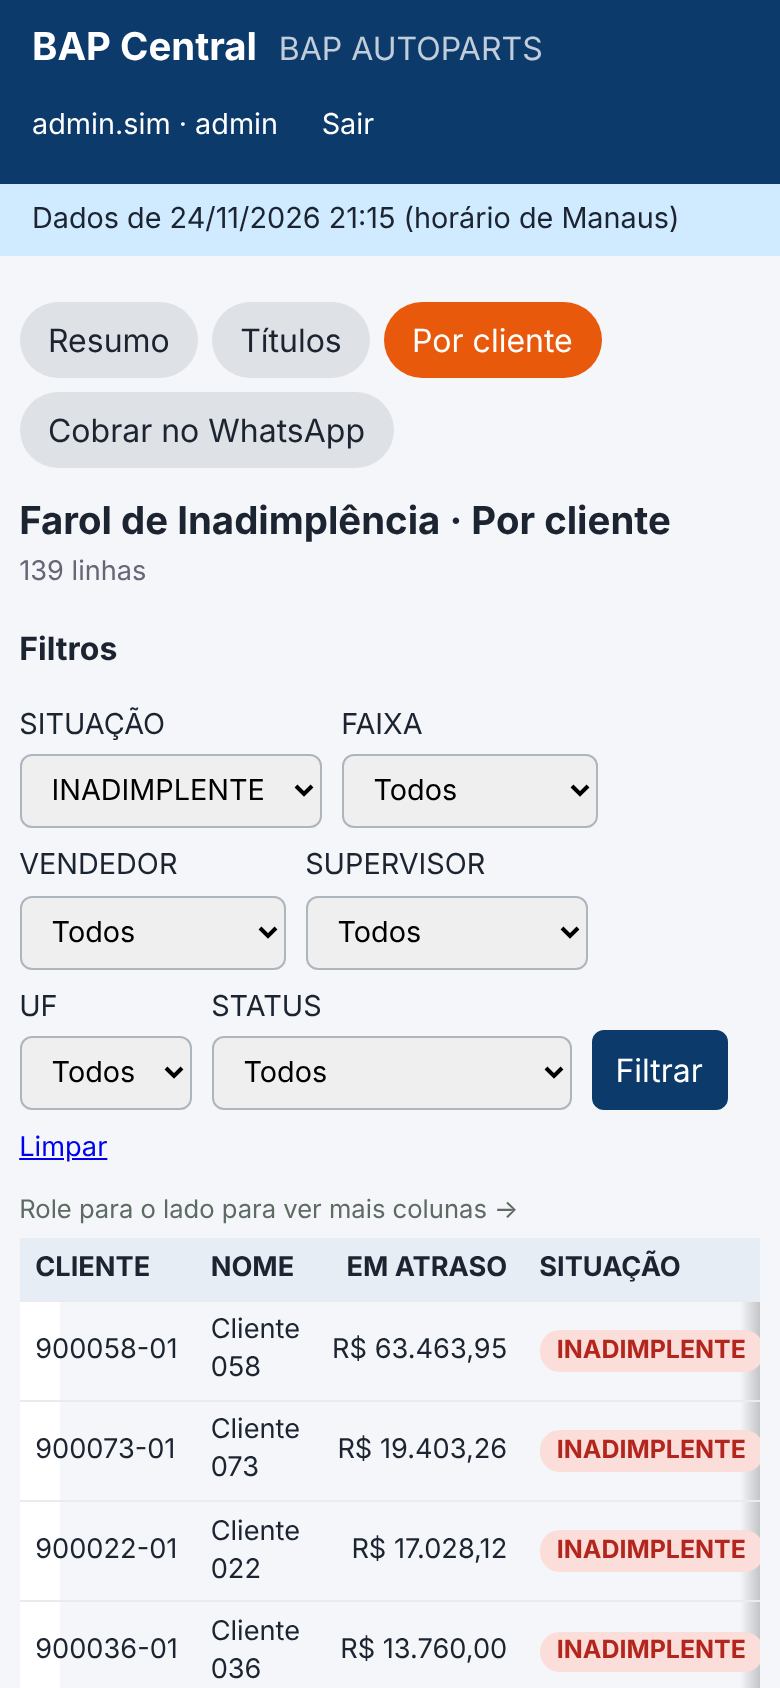 BAP Central BAP AUTOPARTS
admin.sim · admin Sair
Dados de 24/11/2026 21:15 (horário de Manaus)
Resumo Títulos Por cliente
Cobrar no WhatsApp
Farol de Inadimplência · Por cliente
139 linhas
Filtros
SITUAÇÃO FAIXA
INADIMPLENTE Todos
VENDEDOR SUPERVISOR
Todos Todos
UF STATUS
Todos Todos Filtrar
Limpar
Role para o lado para ver mais colunas →
CLIENTE NOME EM ATRASO SITUAÇÃO
900058-01 Cliente 058 R$ 63.463,95 INADIMPLENTE
900073-01 Cliente 073 R$ 19.403,26 INADIMPLENTE
900022-01 Cliente 022 R$ 17.028,12 INADIMPLENTE
900036-01 Cliente 036 R$ 13.760,00 INADIMPLENTE